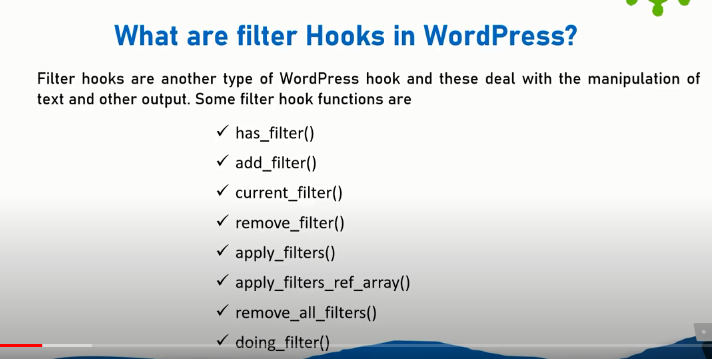 What are filter Hooks in WordPress?
Filter hooks are another type of WordPress hook and these deal with the manipulation of
text and other output. Some filter hook functions are
✓ has_filter()
✓ add_filter()
✓ current_filter()
✓ remove_filter()
✓ apply_filters()
✓ apply_filters_ref_array()
✓ remove_all_filters()
✓ doing_filter()